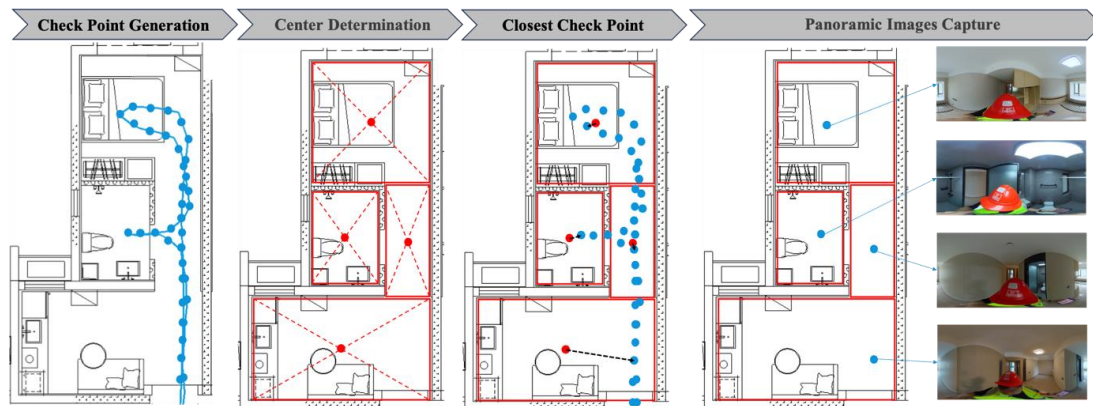 Check Point Generation
Center Determination
Closest Check Point
Panoramic Images Capture